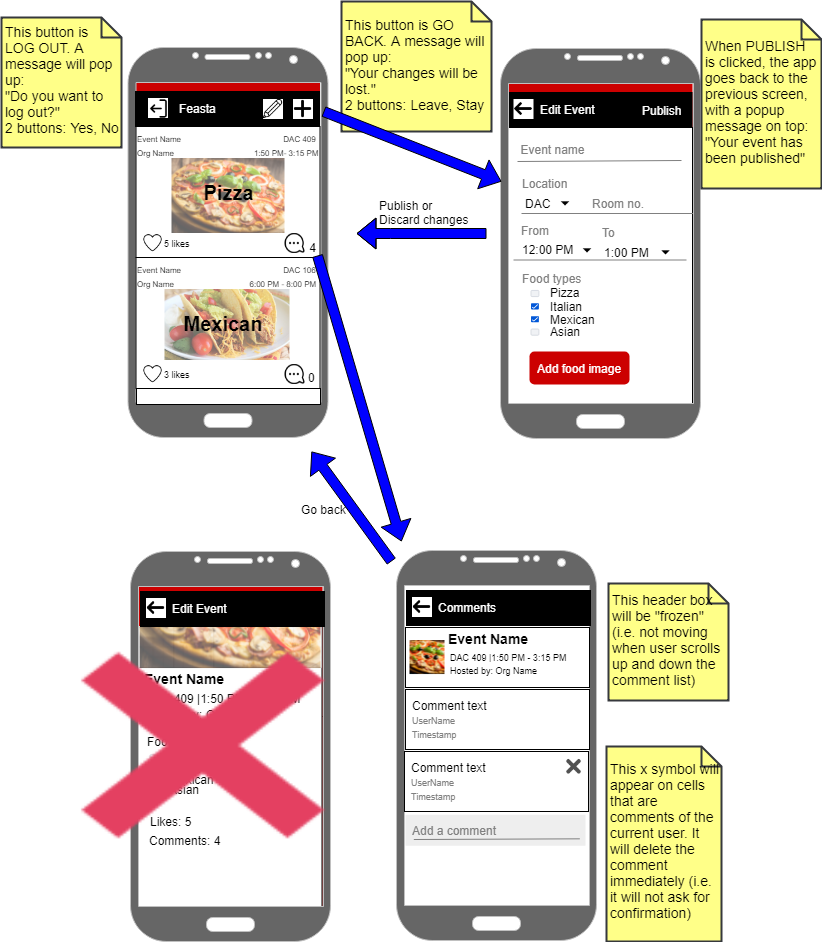 This button is
LOG OUT. A
message will pop
up:
"Do you want to
log out?"
2 buttons: Yes, No
This button is GO
BACK. A message will
pop up:
"Your changes will be
lost."
2 buttons: Leave, Stay
When PUBLISH
is clicked, the app
goes back to the
previous screen,
with a popup
message on top:
"Your event has
been published"
Feasta
Event Name DAC 409
Org Name 1:50 PM- 3:15 PM
Pizza
5 likes 4
Event Name DAC 106
Org Name 6:00 PM - 8:00 PM
Mexican
3 likes 0
Publish or
Discard changes
Edit Event Publish
Event name
Location
DAC Room no.
From To
12:00 PM 1:00 PM
Food types
Pizza
Italian
Mexican
Asian
Add food image
Go back
Edit Event
Event Name
409 |1:50
Likes: 5
Comments: 4
Comments
Event Name
DAC 409 |1:50 PM - 3:15 PM
Hosted by: Org Name
Comment text
UserName
Timestamp
Comment text
UserName
Timestamp
Add a comment
This header box
will be "frozen"
(i.e. not moving
when user scrolls
up and down the
comment list)
This x symbol will
appear on cells
that are
comments of the
current user. It
will delete the
comment
immediately (i.e.
it will not ask for
confirmation)